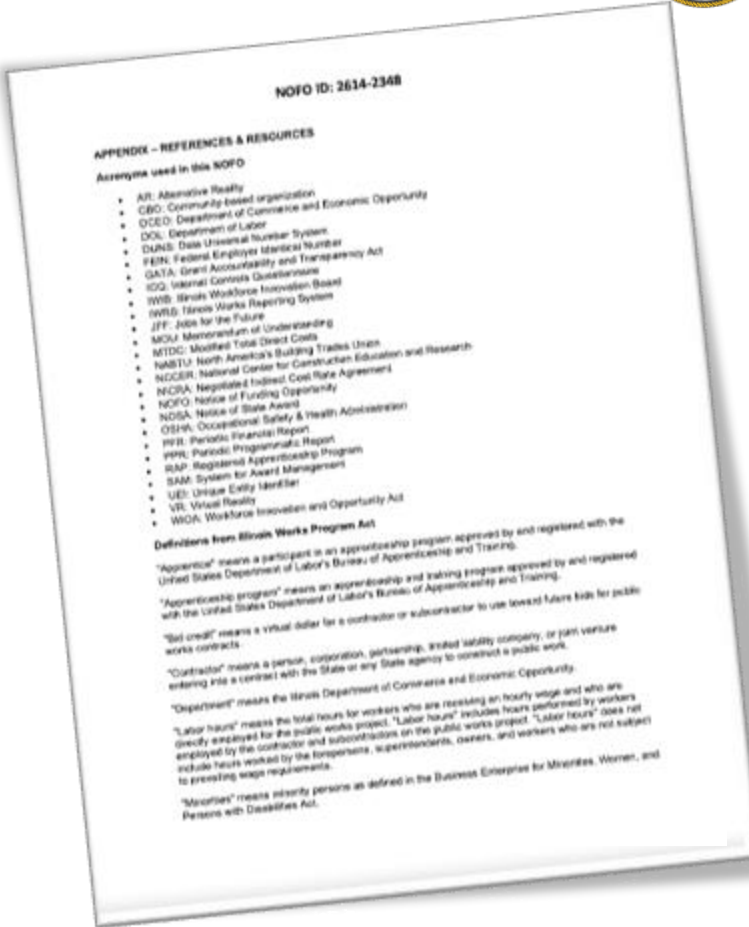 NOFO ID: 2614-2348
APPENDIX – REFERENCES & RESOURCES
Acronyms used in this NOFO
• AR: Alternative Reality
• CBO: Community-based organization
• DCEO: Department of Commerce and Economic Opportunity
• DOL: Department of Labor
• DUNS: Data Universal Number System
• FEIN: Federal Employer Identical Number
• GATA: Grant Accountability and Transparency Act
• ICQ: Internal Controls Questionnaire
• IWIB: Illinois Workforce Innovation Board
• IWRS: Illinois Works Reporting System
• JFF: Jobs for the Future
• MOU: Memorandum of Understanding
• MTDC: Modified Total Direct Costs
• NABTU: North America's Building Trades Union
• NCCER: National Center for Construction Education and Research
• NICRA: Negotiated Indirect Cost Rate Agreement
• NOFO: Notice of Funding Opportunity
• NOSA: Notice of State Award
• OSHA: Occupational Safety & Health Administration
• PFR: Periodic Financial Report
• PPR: Periodic Programmatic Report
• RAP: Registered Apprenticeship Program
• SAM: System for Award Management
• UEI: Unique Entity Identifier
• VR: Virtual Reality
• WIOA: Workforce Innovation and Opportunity Act
Definitions from Illinois Works Program Act
"Apprentice" means a participant in an apprenticeship program approved by and registered with the
United States Department of Labor's Bureau of Apprenticeship and Training.
"Apprenticeship program" means an apprenticeship and training program approved by and registered
with the United States Department of Labor's Bureau of Apprenticeship and Training.
"Bid credit" means a virtual dollar for a contractor or subcontractor to use toward future bids for public
works contracts.
"Contractor" means a person, corporation, partnership, limited liability company, or joint venture
entering into a contract with the State or any State agency to construct a public work.
"Department" means the Illinois Department of Commerce and Economic Opportunity.
"Labor hours" means the total hours for workers who are receiving an hourly wage and who are
directly employed for the public works project. "Labor hours" includes hours performed by workers
employed by the contractor and subcontractors on the public works project. "Labor hours" does not
include hours worked by the forepersons, superintendents, owners, and workers who are not subject
to prevailing wage requirements.
"Minorities" means minority persons as defined in the Business Enterprise for Minorities, Women, and
Persons with Disabilities Act.